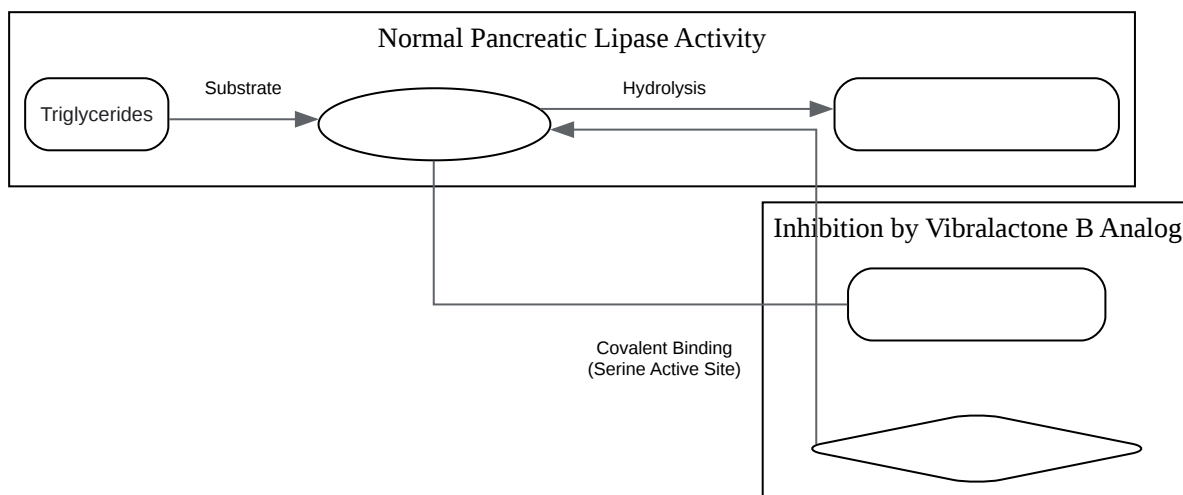 Normal Pancreatic Lipase Activity
Substrate
Hydrolysis
Triglycerides
Inhibition by Vibralactone B Analog
Covalent Binding
(Serine Active Site)